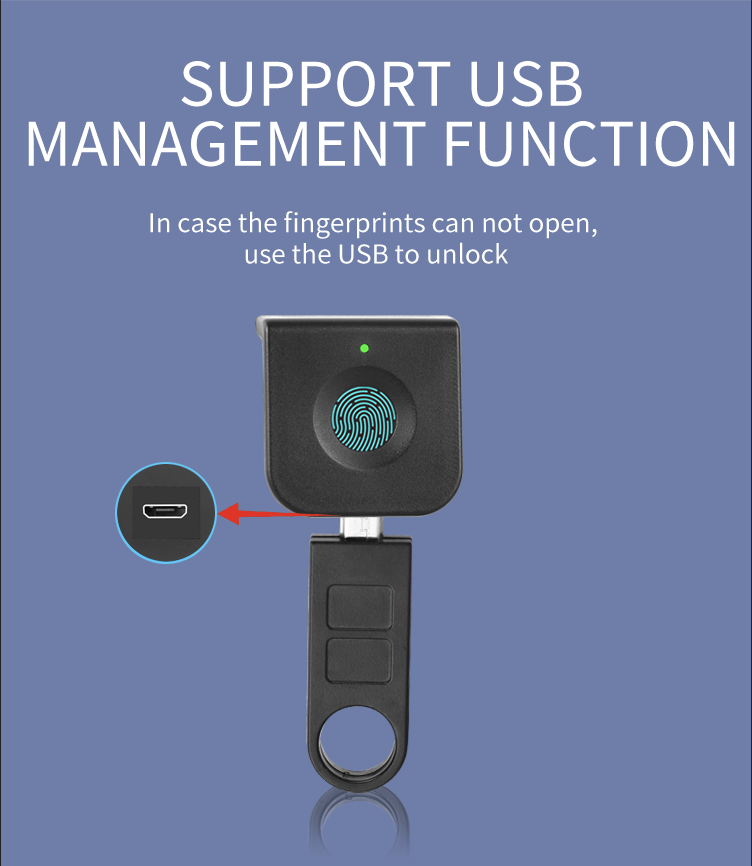 SUPPORT USB
MANAGEMENT FUNCTION
In case the fingerprints can not open,
use the USB to unlock